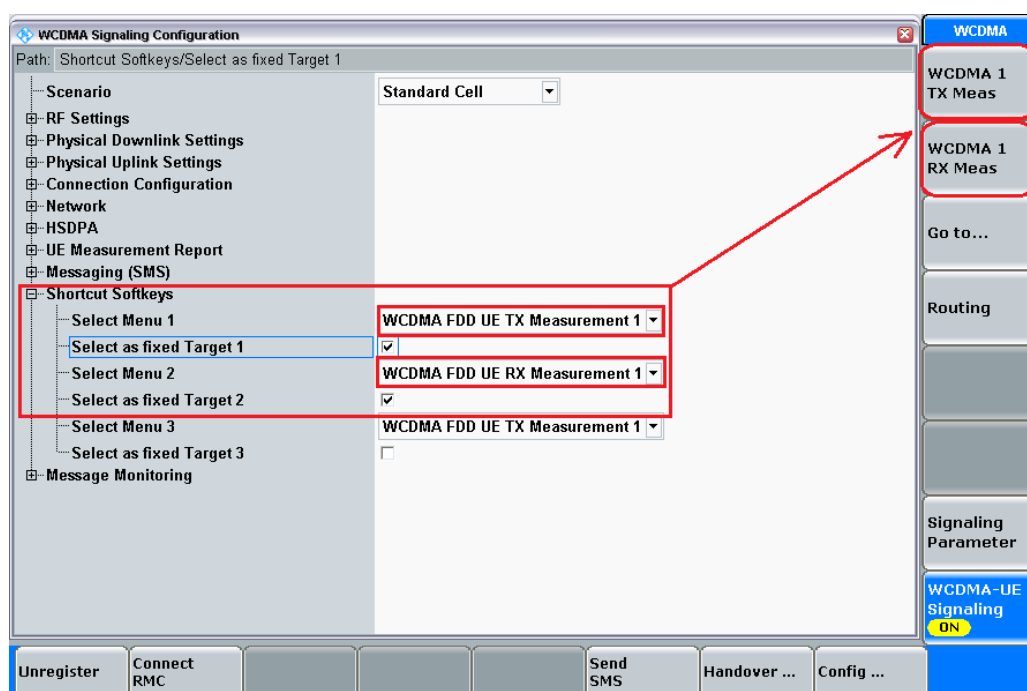 WCDMA Signaling Configuration
Path: Shortcut Softkeys/Select as fixed Target 1
Scenario Standard Cell
RF Settings
Physical Downlink Settings
Physical Uplink Settings
Connection Configuration
Network
HSDPA
UE Measurement Report
Messaging (SMS)
Shortcut Softkeys
Select Menu 1 WCDMA FDD UE TX Measurement 1
Select as fixed Target 1
Select Menu 2 WCDMA FDD UE RX Measurement 1
Select as fixed Target 2
Select Menu 3 WCDMA FDD UE TX Measurement 1
Select as fixed Target 3
Message Monitoring
WCDMA
WCDMA 1
TX Meas
WCDMA 1
RX Meas
Go to...
Routing
Signaling
Parameter
WCDMA-UE
Signaling
ON
Unregister
Connect
RMC
Send
SMS
Handover ...
Config ...